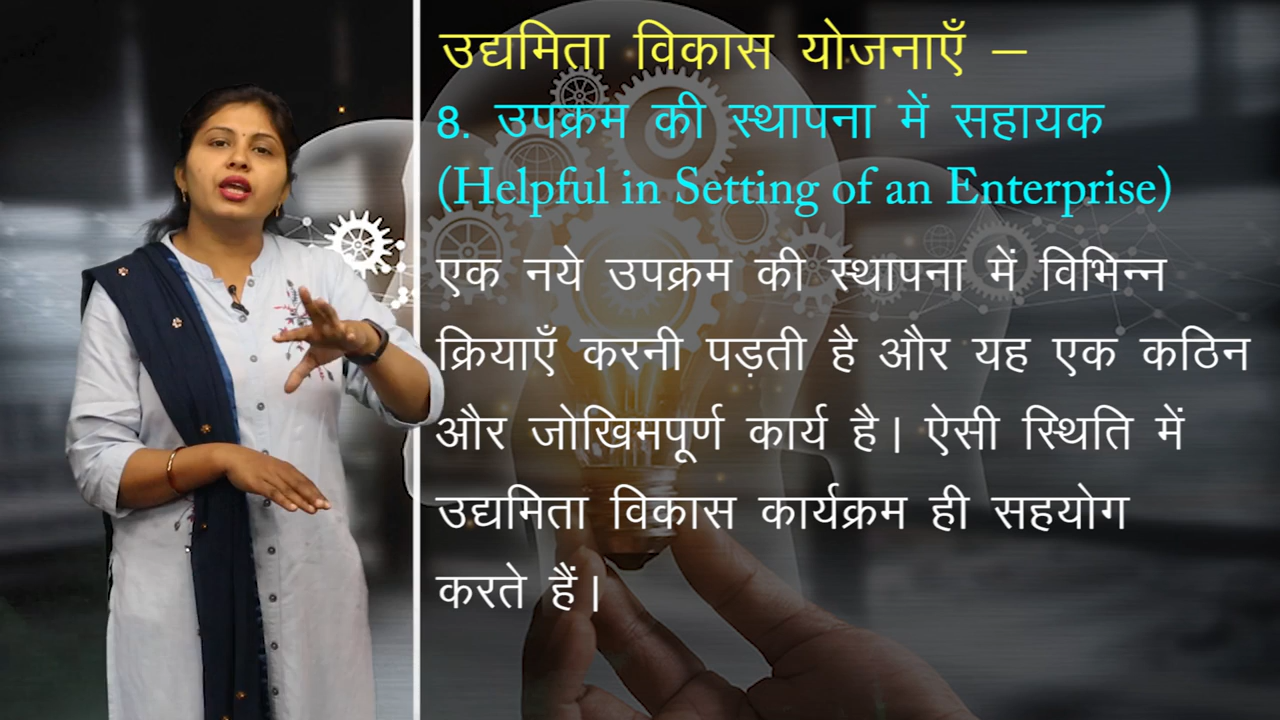 उद्यमिता विकास योजनाएँ –
8. उपक्रम की स्थापना में सहायक
(Helpful in Setting of an Enterprise)
एक नये उपक्रम की स्थापना में विभिन्न
क्रियाएँ करनी पड़ती है और यह एक कठिन
और जोखिमपूर्ण कार्य है। ऐसी स्थिति में
उद्यमिता विकास कार्यक्रम ही सहयोग
करते हैं।